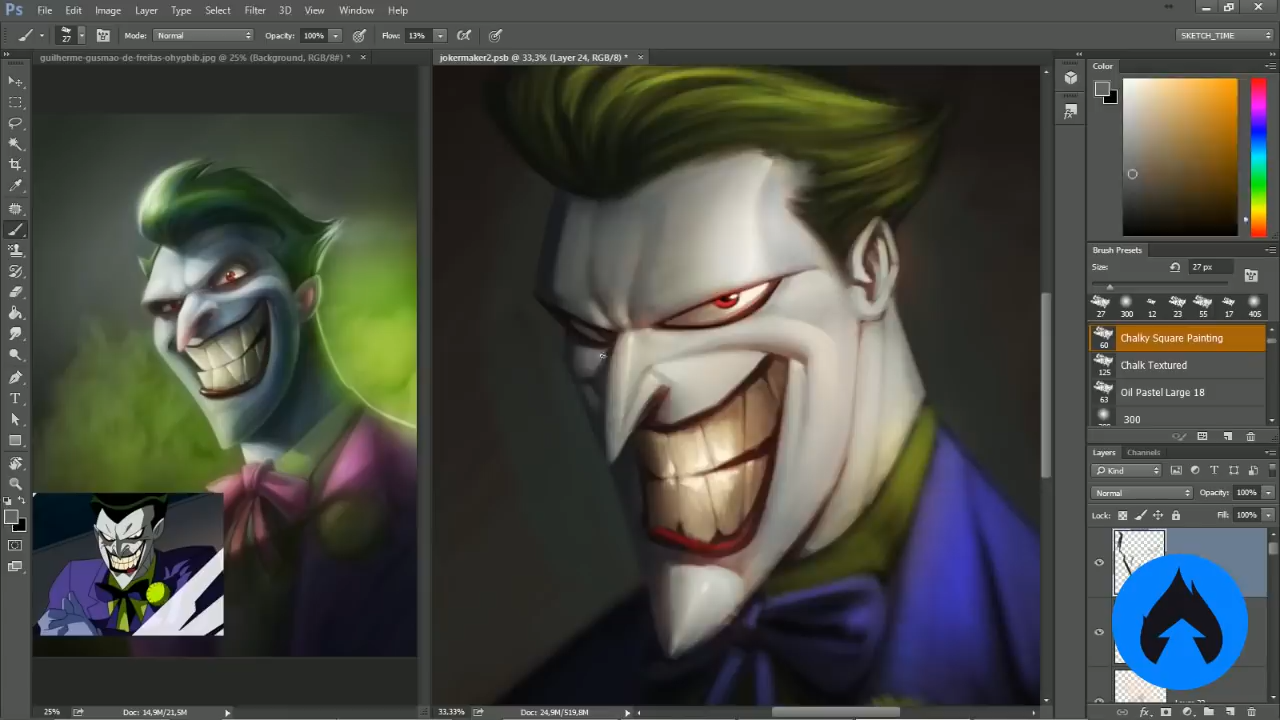 Ps File Edit Image Layer Type Select Filter 3D View Window Help
27 Mode: Normal Opacity: 100% Flow: 13% SKETCH_TIME
guilherme-gusmao-de-freitas-ohygbib.jpg @ 25% (Background, RGB/8#) × jokermaker2.psb @ 33,3% (Layer 24, RGB/8) * ×
Color
Brush Presets
Size: 27 px
27 300 12 23 55 17 405
60 Chalky Square Painting
125 Chalk Textured
63 Oil Pastel Large 18
300
Layers Channels
Kind
Normal Opacity: 100%
Lock: Fill: 100%
25% Doc: 14,9M/21,5M 33,33% Doc: 24,9M/519,8M
fx